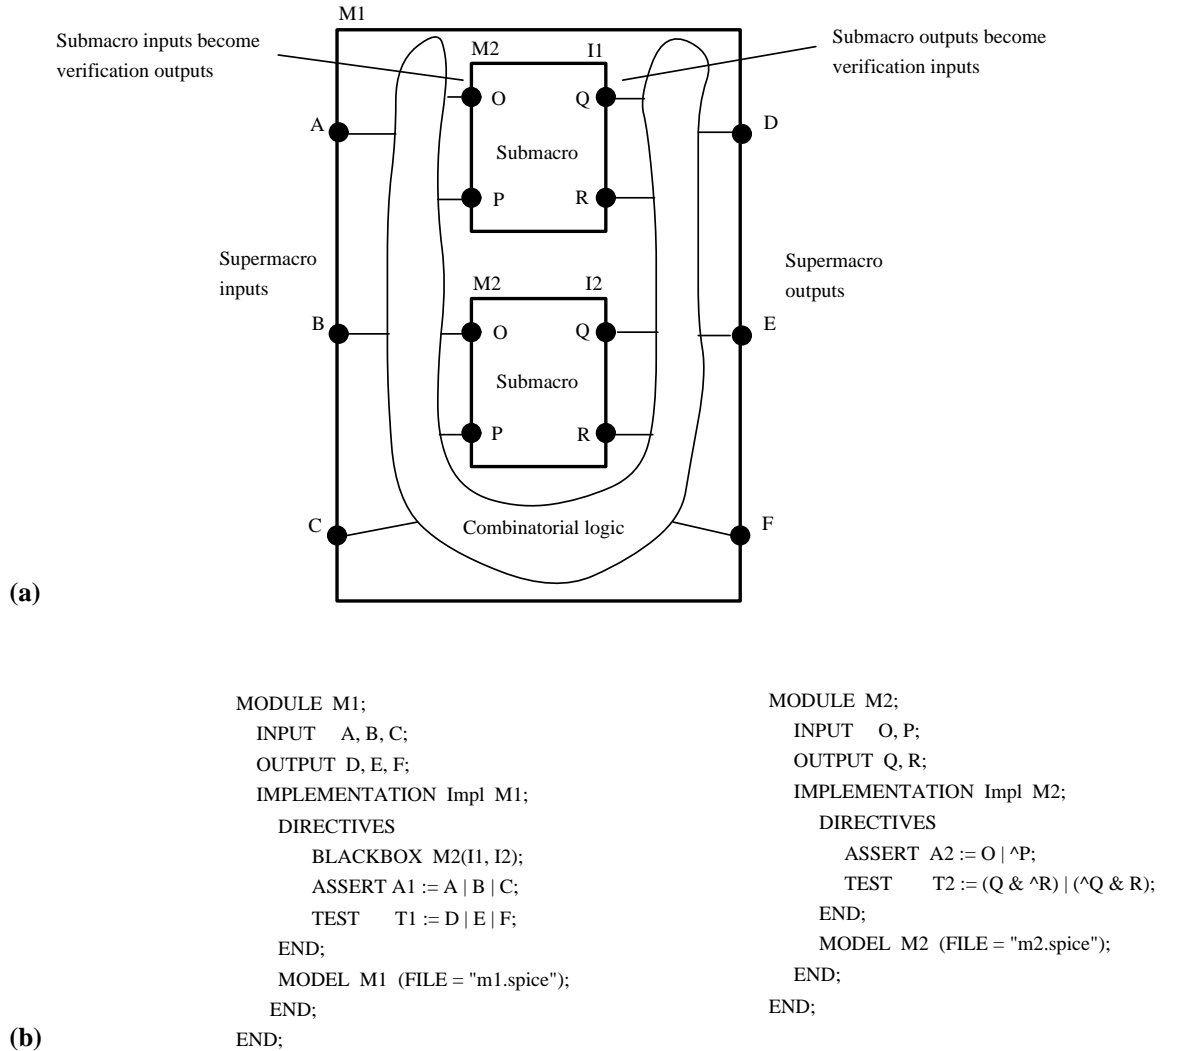 M1
Submacro inputs become
verification outputs
Submacro outputs become
verification inputs
M2 I1
O Q
A
D
Submacro
P R
Supermacro
inputs
Supermacro
outputs
M2 I2
B
E
O Q
Submacro
P R
C
Combinatorial logic
F
(a)
MODULE M1;
INPUT A, B, C;
OUTPUT D, E, F;
IMPLEMENTATION Impl M1;
DIRECTIVES
BLACKBOX M2(I1, I2);
ASSERT A1 := A | B | C;
TEST T1 := D | E | F;
END;
MODEL M1 (FILE = "m1.spice");
END;
END;
MODULE M2;
INPUT O, P;
OUTPUT Q, R;
IMPLEMENTATION Impl M2;
DIRECTIVES
ASSERT A2 := O | ^P;
TEST T2 := (Q & ^R) | (^Q & R);
END;
MODEL M2 (FILE = "m2.spice");
END;
END;
(b)